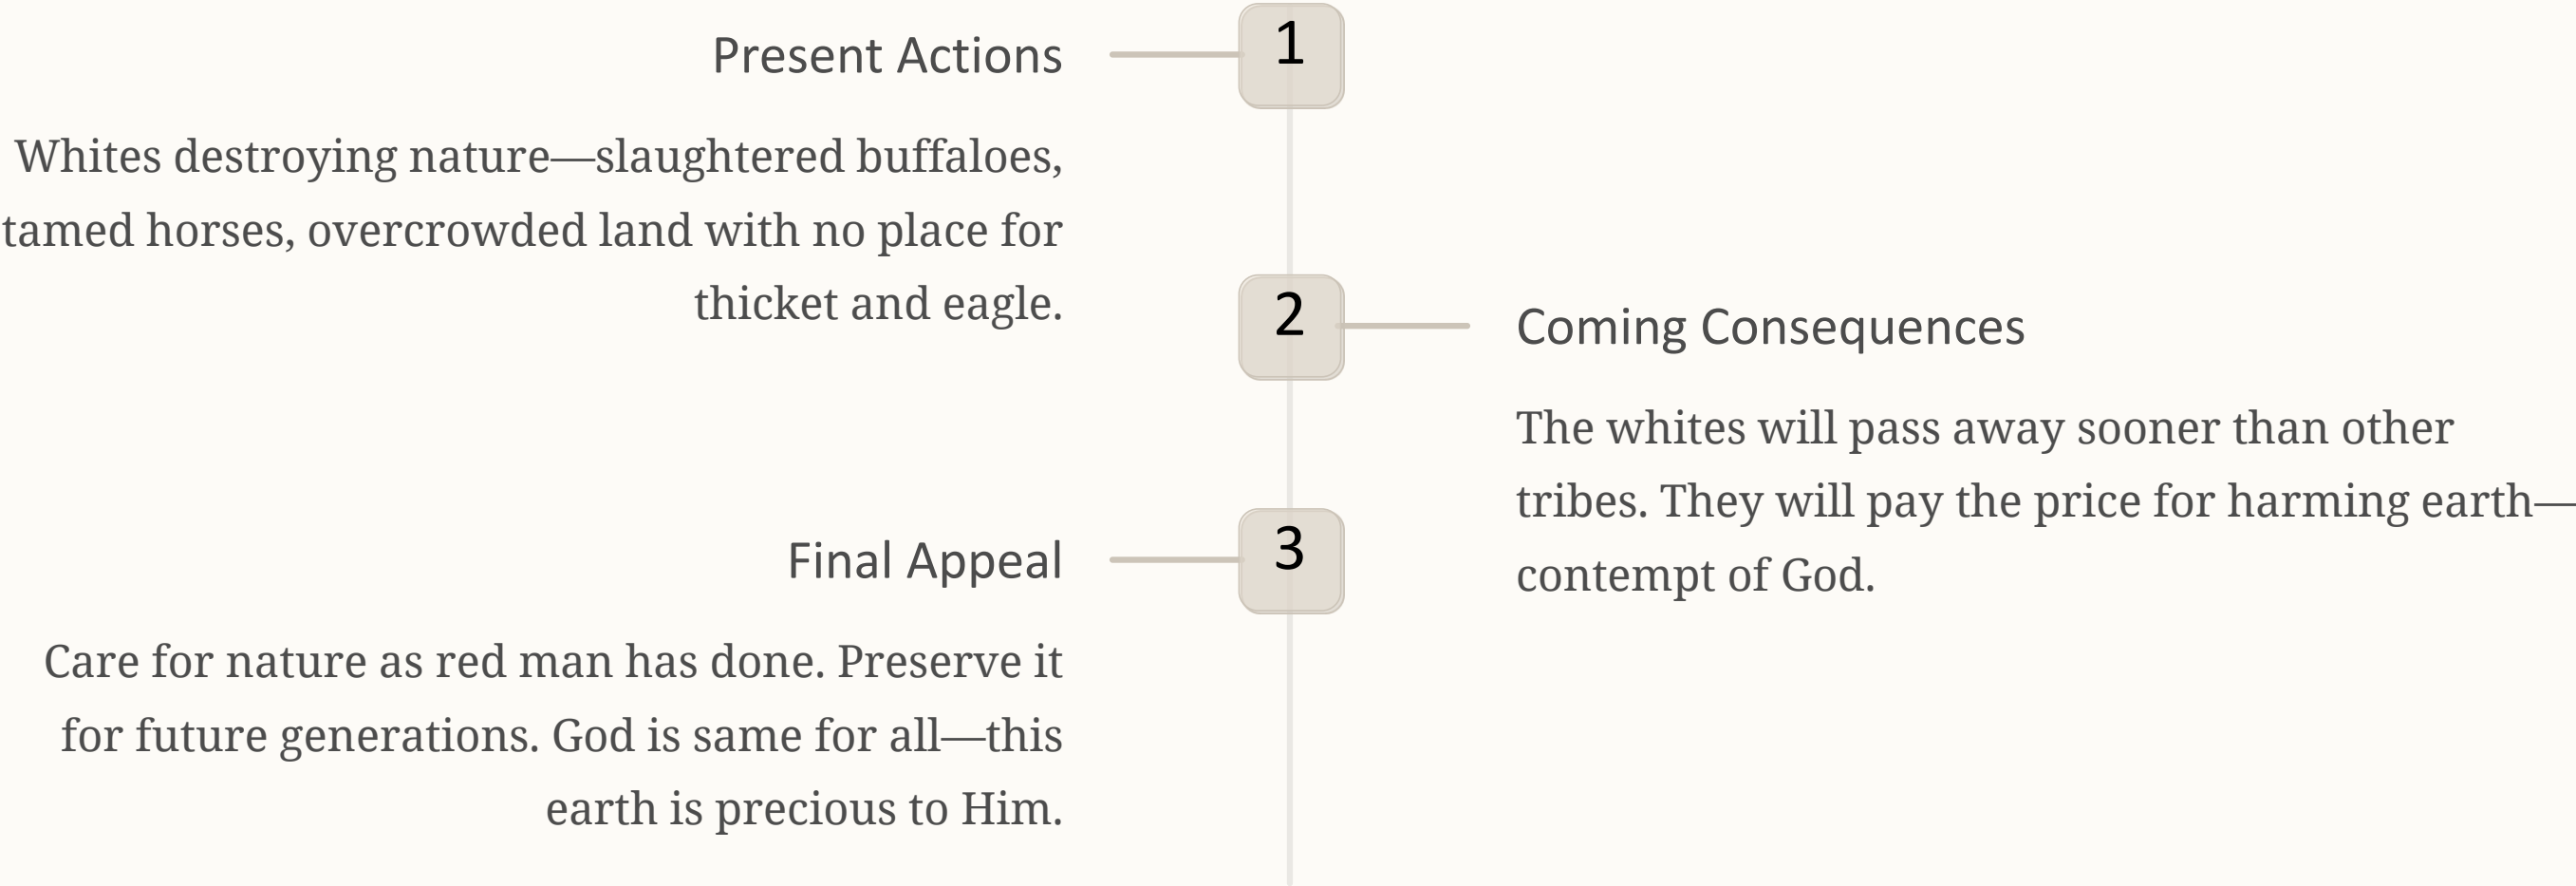 1
Present Actions
Whites destroying nature—slaughtered buffaloes,
tamed horses, overcrowded land with no place for
thicket and eagle.
2
Coming Consequences
The whites will pass away sooner than other
tribes. They will pay the price for harming earth—
contempt of God.
3
Final Appeal
Care for nature as red man has done. Preserve it
for future generations. God is same for all—this
earth is precious to Him.